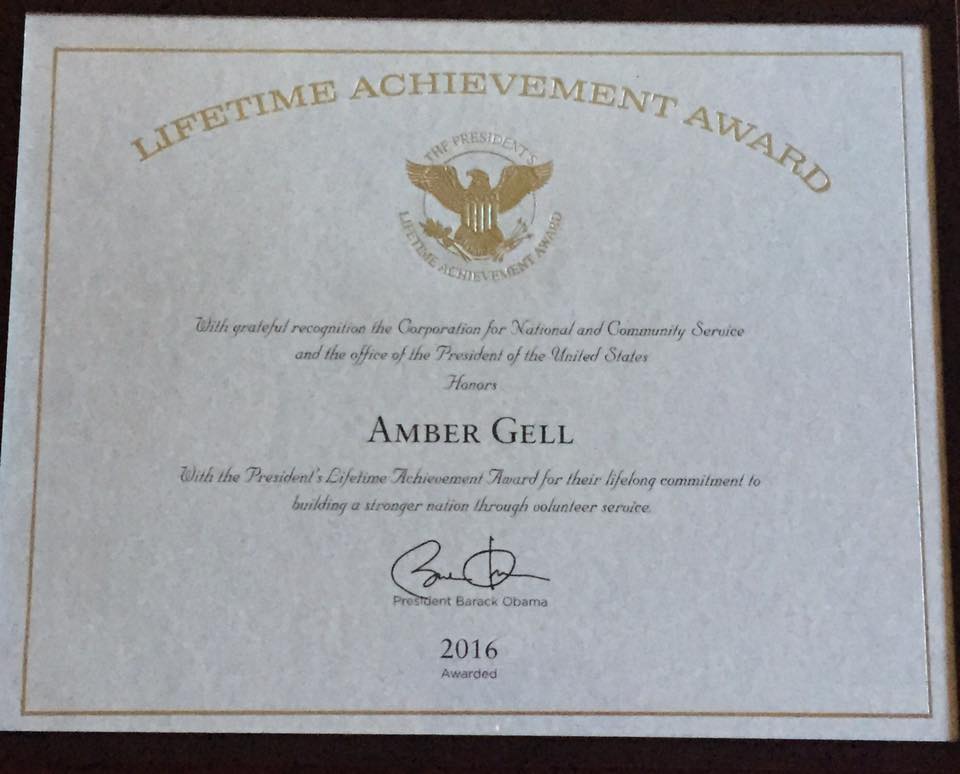 LIFETIME ACHIEVEMENT AWARD
THE PRESIDENT'S
LIFETIME ACHIEVEMENT AWARD
With grateful recognition the Corporation for National and Community Service
and the office of the President of the United States
Honors
AMBER GELL
With the President's Lifetime Achievement Award for their lifelong commitment to
building a stronger nation through volunteer service.
President Barack Obama
2016
Awarded